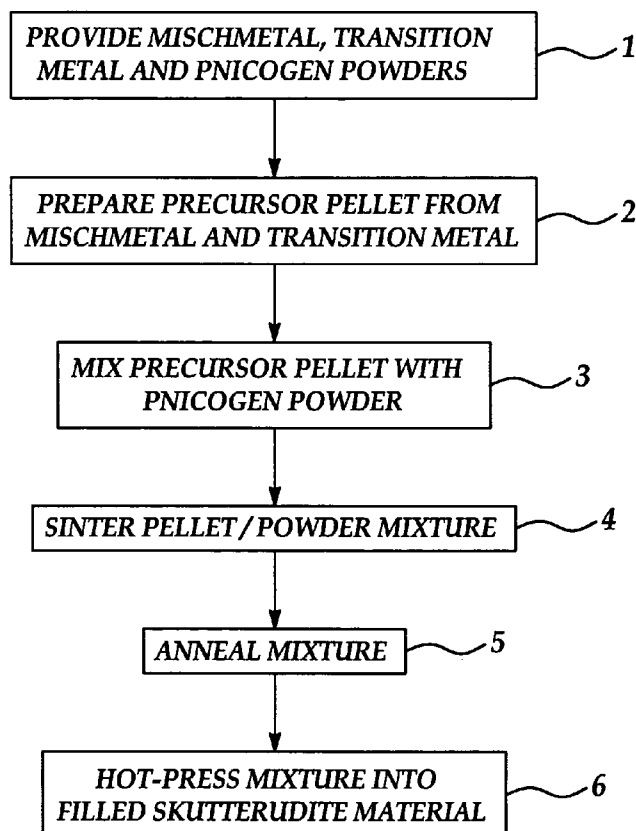 PROVIDE MISCHMETAL, TRANSITION
METAL AND PNICOGEN POWDERS
1
PREPARE PRECURSOR PELLET FROM
MISCHMETAL AND TRANSITION METAL
2
MIX PRECURSOR PELLET WITH
PNICOGEN POWDER
3
SINTER PELLET / POWDER MIXTURE
4
ANNEAL MIXTURE
5
HOT-PRESS MIXTURE INTO
FILLED SKUTTERUDITE MATERIAL
6